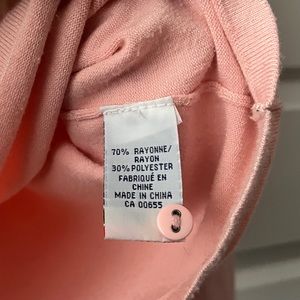 70% RAYONNE/
RAYON
30% POLYESTER
FABRIQUÉ EN
CHINE
MADE IN CHINA
CA 00655